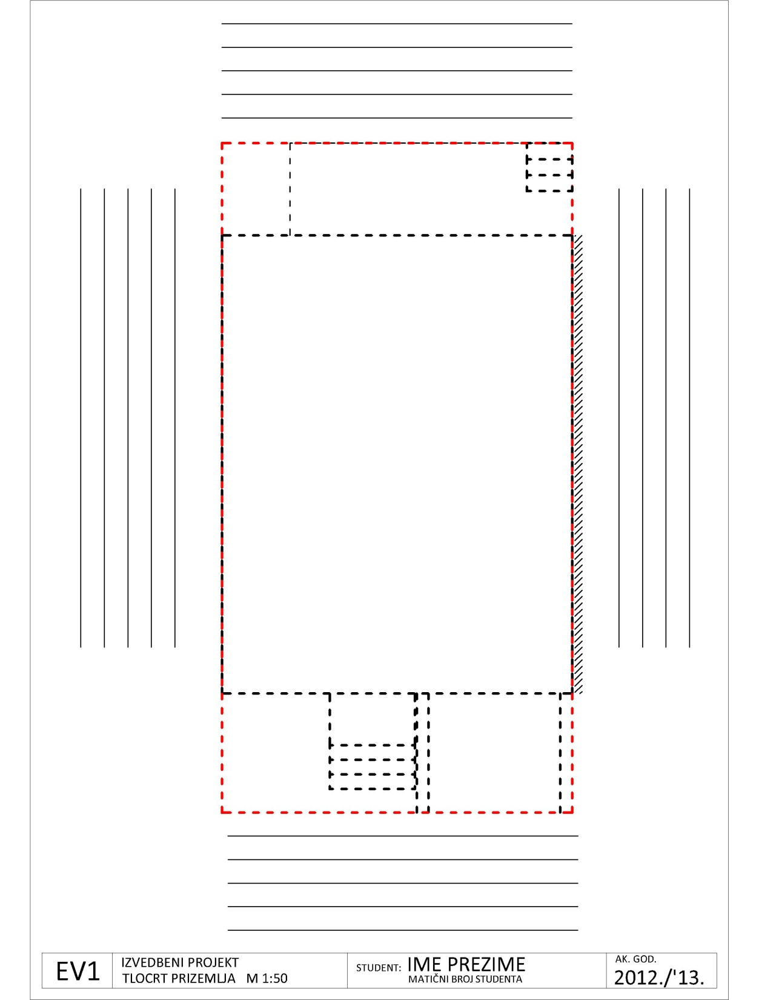 EV1
IZVEDBENI PROJEKT
TLOCRT PRIZEMLJA M 1:50
STUDENT: IME PREZIME
MATIČNI BROJ STUDENTA
AK. GOD.
2012./'13.